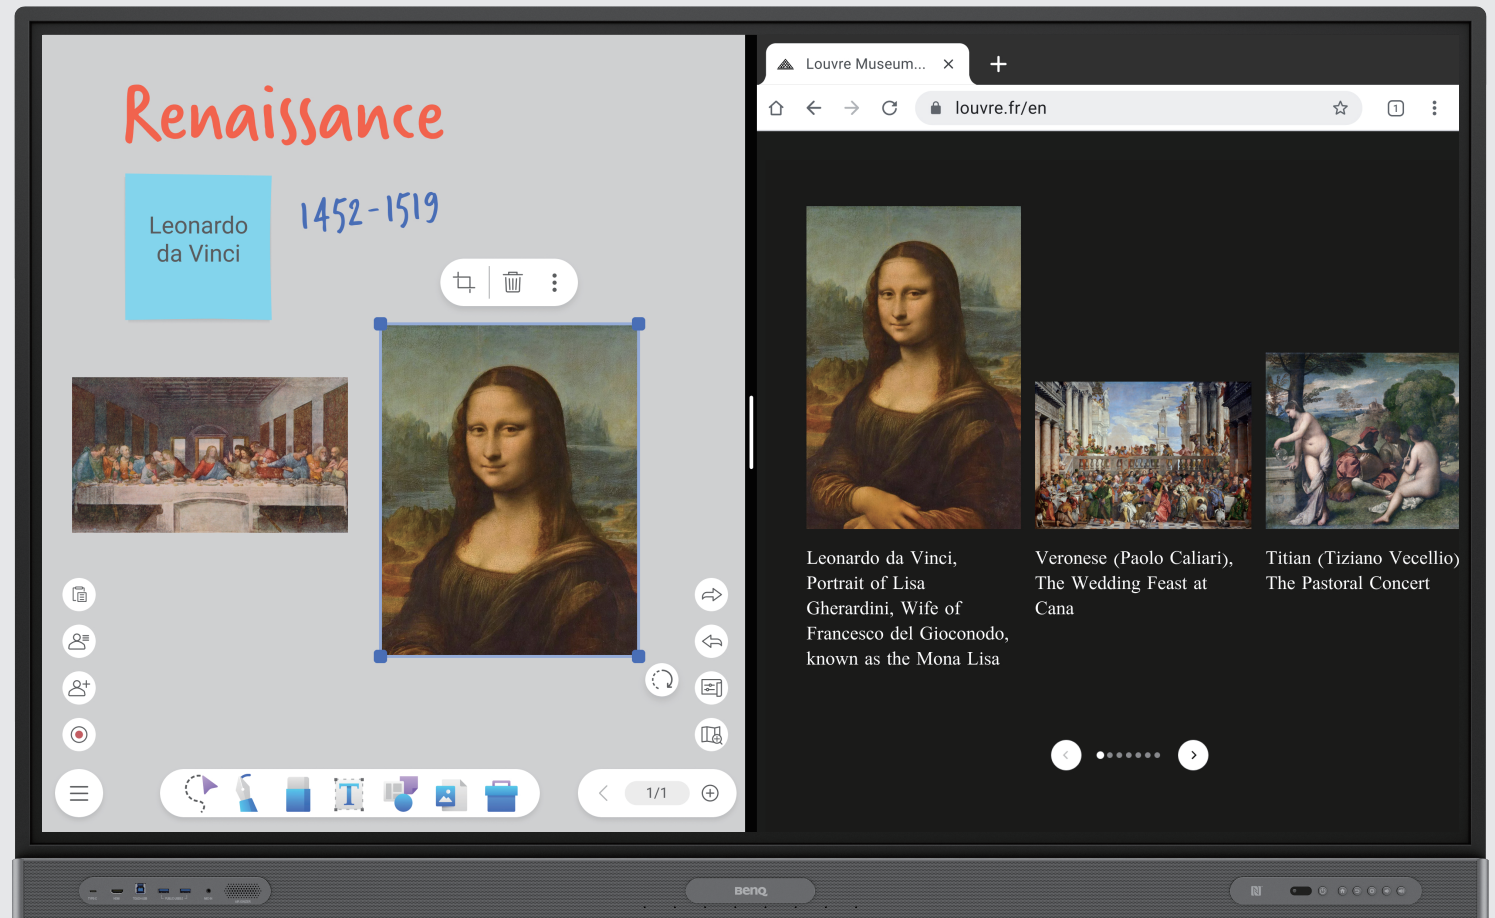 Renaissance
Leonardo
da Vinci
1452-1519
T
1/1
Louvre Museum...
louvre.fr/en
1
Leonardo da Vinci,
Portrait of Lisa
Gherardini, Wife of
Francesco del Gioconodo,
known as the Mona Lisa
Veronese (Paolo Caliari),
The Wedding Feast at
Cana
Titian (Tiziano Vecellio)
The Pastoral Concert
BenQ